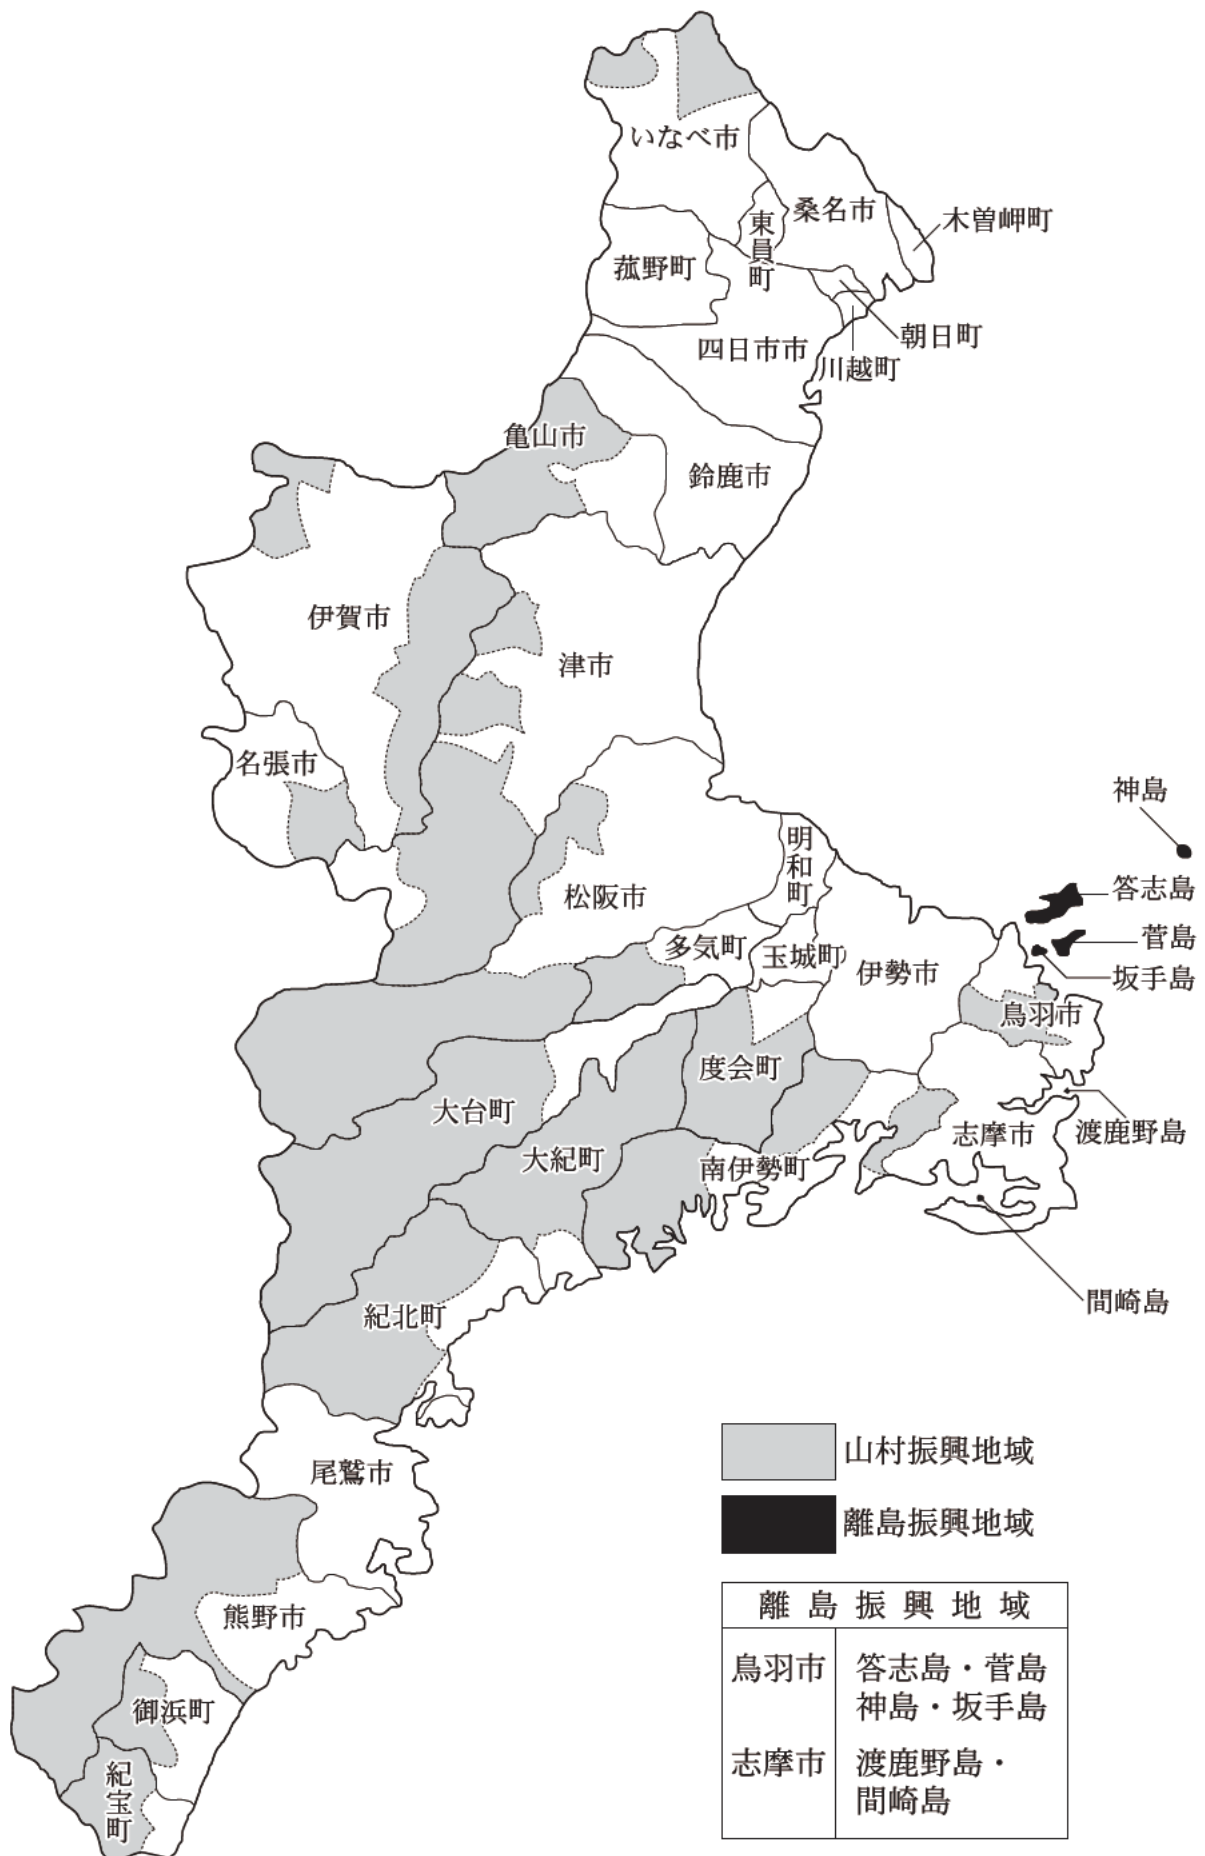 いなべ市
桑名市
木曽岬町
東員町
菰野町
朝日町
四日市市
川越町
亀山市
鈴鹿市
伊賀市
津市
名張市
神島
明和町
答志島
松阪市
菅島
多気町
玉城町
伊勢市
坂手島
鳥羽市
度会町
大台町
志摩市
渡鹿野島
大紀町
南伊勢町
間崎島
紀北町
山村振興地域
尾鷲市
離島振興地域
熊野市
御浜町
紀宝町
離島振興地域
鳥羽市
答志島・菅島
神島・坂手島
志摩市
渡鹿野島・
間崎島